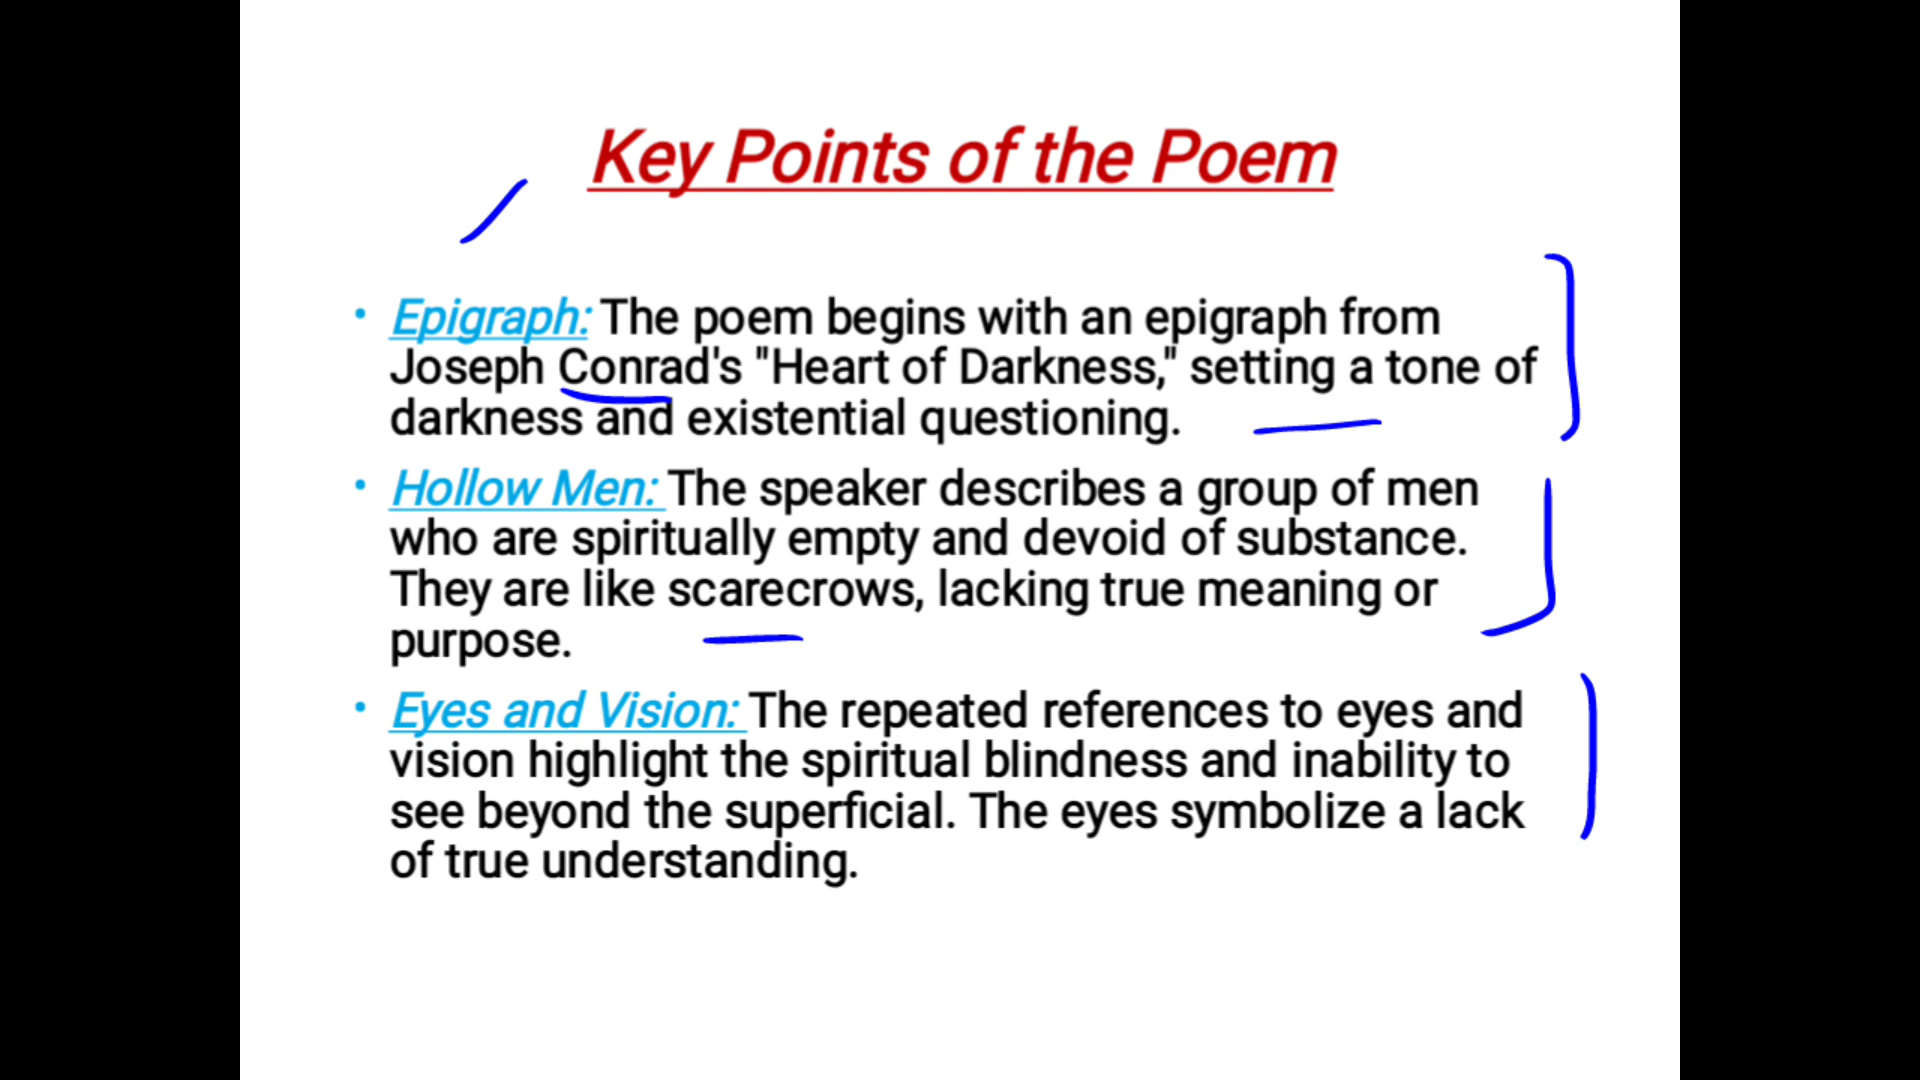 Key Points of the Poem
• Epigraph: The poem begins with an epigraph from
Joseph Conrad's "Heart of Darkness," setting a tone of
darkness and existential questioning.
• Hollow Men: The speaker describes a group of men
who are spiritually empty and devoid of substance.
They are like scarecrows, lacking true meaning or
purpose.
• Eyes and Vision: The repeated references to eyes and
vision highlight the spiritual blindness and inability to
see beyond the superficial. The eyes symbolize a lack
of true understanding.